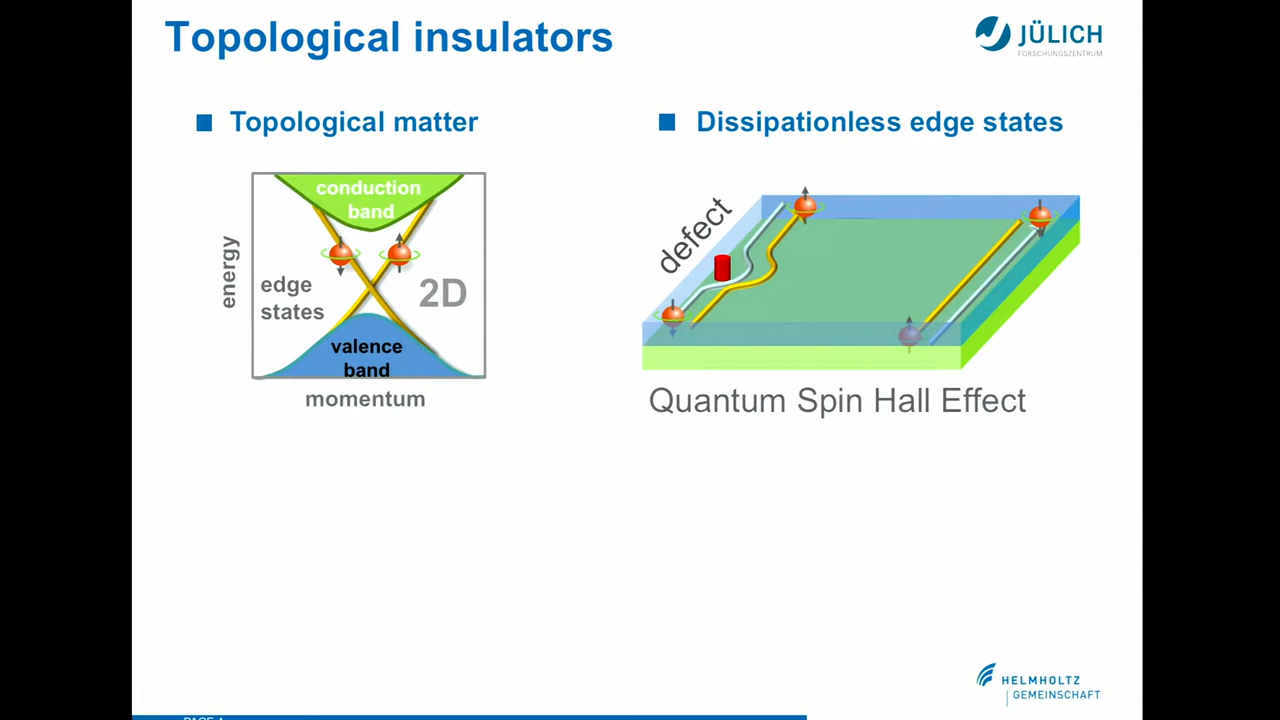 Topological insulators
JÜLICH
FORSCHUNGSZENTRUM
Topological matter
conduction
band
energy
edge
states
2D
valence
band
momentum
Dissipationless edge states
defect
Quantum Spin Hall Effect
HELMHOLTZ
GEMEINSCHAFT